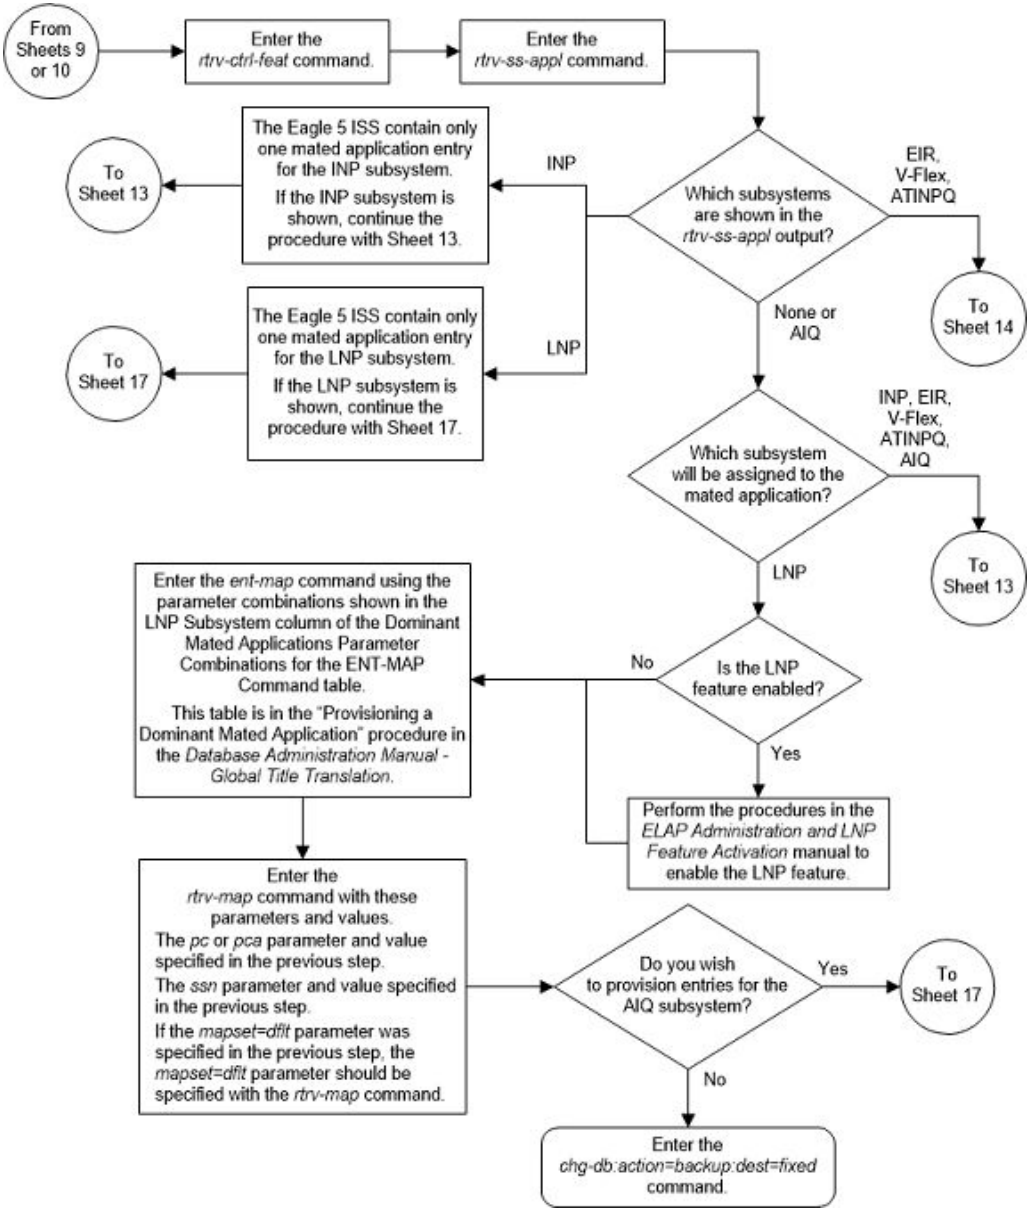 From
Sheets 9
or 10
Enter the
rtrv-ctrl-feat command.
Enter the
rtrv-ss-appl command.
Which subsystems
are shown in the
rtrv-ss-appl output?
EIR,
V-Flex,
ATINPQ
To
Sheet 14
INP
The Eagle 5 ISS contain only
one mated application entry
for the INP subsystem.
If the INP subsystem is
shown, continue the
procedure with Sheet 13.
To
Sheet 13
LNP
The Eagle 5 ISS contain only
one mated application entry
for the LNP subsystem.
If the LNP subsystem is
shown, continue the
procedure with Sheet 17.
To
Sheet 17
None or
AIQ
Which subsystem
will be assigned to the
mated application?
INP, EIR,
V-Flex,
ATINPQ,
AIQ
To
Sheet 13
LNP
Is the LNP
feature enabled?
No
Yes
Perform the procedures in the
ELAP Administration and LNP
Feature Activation manual to
enable the LNP feature.
Enter the ent-map command using the
parameter combinations shown in the
LNP Subsystem column of the Dominant
Mated Applications Parameter
Combinations for the ENT-MAP
Command table.
This table is in the “Provisioning a
Dominant Mated Application” procedure in
the Database Administration Manual -
Global Title Translation.
Enter the
rtrv-map command with these
parameters and values.
The pc or pca parameter and value
specified in the previous step.
The ssn parameter and value specified
in the previous step.
If the mapset=dflt parameter was
specified in the previous step, the
mapset=dflt parameter should be
specified with the rtrv-map command.
Do you wish
to provision entries for the
AIQ subsystem?
Yes
To
Sheet 17
No
Enter the
chg-db:action=backup:dest=fixed
command.